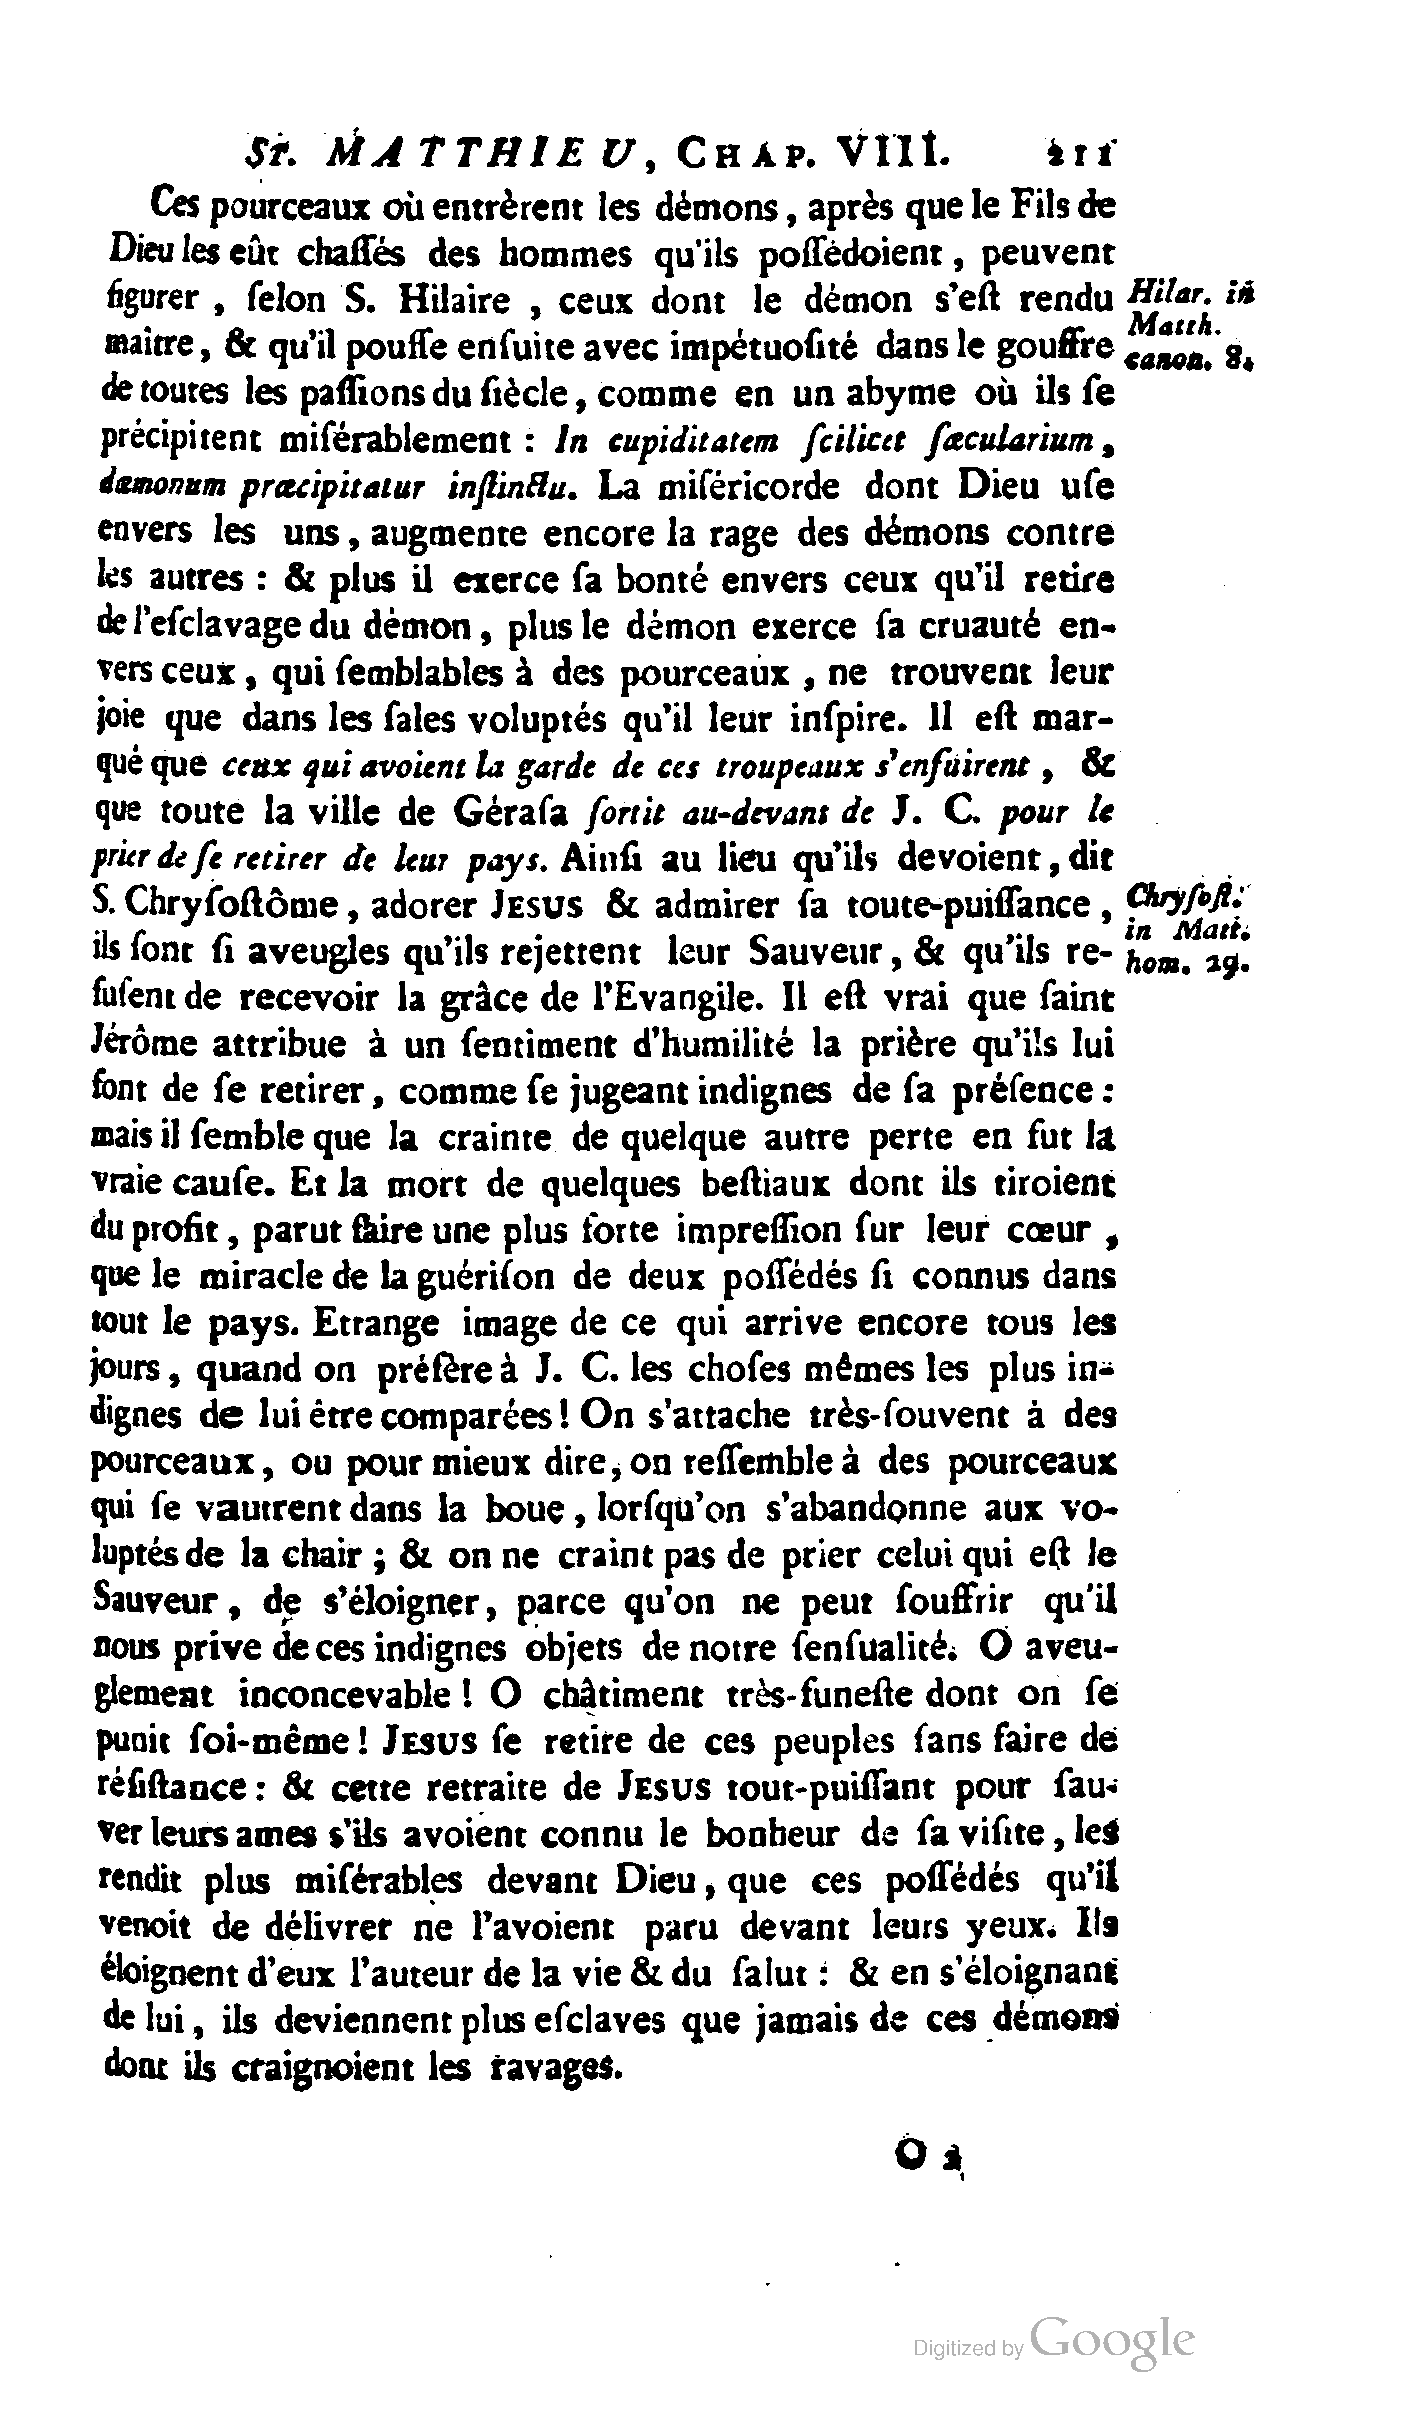 St. MATTHIEU, CHAP. VIII. 211
Ces pourceaux où entrèrent les démons, après que le Fils de
Dieu les eût chaſſés des hommes qu'ils poſſédoient, peuvent
figurer, ſelon S. Hilaire, ceux dont le démon s'eſt rendu
maître, & qu'il pouſſe enſuite avec impétuoſité dans le gouffre
de toutes les paſſions du ſiècle, comme en un abyme où ils ſe
précipitent miſérablement : In cupiditatem ſcilicet ſæcularium,
dæmonum præcipitatur inſtinctu. La miſéricorde dont Dieu uſe
envers les uns, augmente encore la rage des démons contre
les autres : & plus il exerce ſa bonté envers ceux qu'il retire
de l'eſclavage du démon, plus le démon exerce ſa cruauté en-
vers ceux, qui ſemblables à des pourceaux, ne trouvent leur
joie que dans les ſales voluptés qu'il leur inſpire. Il eſt mar-
qué que ceux qui avoient la garde de ces troupeaux s'enfuirent, &
que toute la ville de Géraſa ſortit au-devant de J. C. pour le
prier de ſe retirer de leur pays. Ainſi au lieu qu'ils devoient, dit
S. Chryſoſtôme, adorer JESUS & admirer ſa toute-puiſſance,
ils ſont ſi aveugles qu'ils rejettent leur Sauveur, & qu'ils re-
fuſent de recevoir la grâce de l'Evangile. Il eſt vrai que ſaint
Jérôme attribue à un ſentiment d'humilité la prière qu'ils lui
font de ſe retirer, comme ſe jugeant indignes de ſa préſence :
mais il ſemble que la crainte de quelque autre perte en fut la
vraie cauſe. Et la mort de quelques beſtiaux dont ils tiroient
du profit, parut faire une plus forte impreſſion ſur leur cœur,
que le miracle de la guériſon de deux poſſédés ſi connus dans
tout le pays. Etrange image de ce qui arrive encore tous les
jours, quand on préfère à J. C. les choſes mêmes les plus in-
dignes de lui être comparées! On s'attache très-ſouvent à des
pourceaux, ou pour mieux dire, on reſſemble à des pourceaux
qui ſe vautrent dans la boue, lorſqu'on s'abandonne aux vo-
luptés de la chair ; & on ne craint pas de prier celui qui eſt le
Sauveur, de s'éloigner, parce qu'on ne peut ſouffrir qu'il
nous prive de ces indignes objets de notre ſenſualité. O aveu-
glement inconcevable ! O châtiment très-funeſte dont on ſe
punit ſoi-même ! JESUS ſe retire de ces peuples ſans faire de
réſiſtance : & cette retraite de JESUS tout-puiſſant pour ſau-
ver leurs ames s'ils avoient connu le bonheur de ſa viſite, les
rendit plus miſérables devant Dieu, que ces poſſédés qu'il
venoit de délivrer ne l'avoient paru devant leurs yeux. Ils
éloignent d'eux l'auteur de la vie & du ſalut : & en s'éloignant
de lui, ils deviennent plus eſclaves que jamais de ces démons
dont ils craignoient les ravages.
Hilar. in
Matth.
canon. 8.
Chryſoſt.
in Matt.
hom. 29.
O 2
Digitized by Google